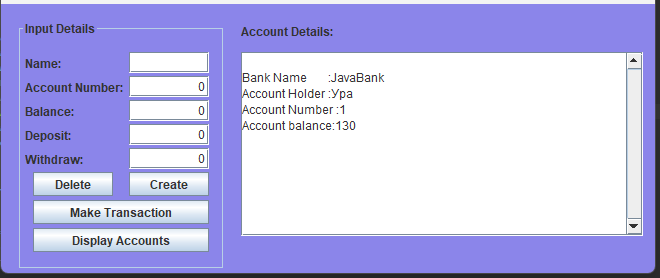 Input Details
Name:
Account Number: 0
Balance: 0
Deposit: 0
Withdraw: 0
Delete Create
Make Transaction
Display Accounts
Account Details:
Bank Name :JavaBank
Account Holder :Ура
Account Number :1
Account balance:130